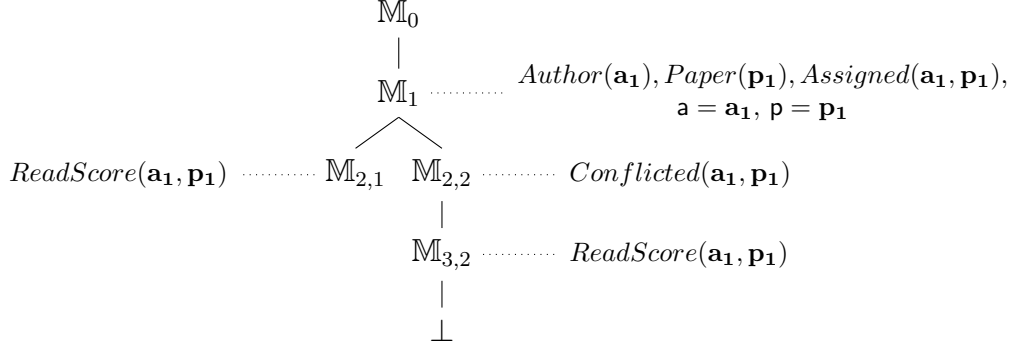 𝕄₀
𝕄₁ Author(𝐚₁), Paper(𝐩₁), Assigned(𝐚₁, 𝐩₁),
a = 𝐚₁, p = 𝐩₁
ReadScore(𝐚₁, 𝐩₁) 𝕄₂,₁ 𝕄₂,₂ Conflicted(𝐚₁, 𝐩₁)
𝕄₃,₂ ReadScore(𝐚₁, 𝐩₁)
⊥